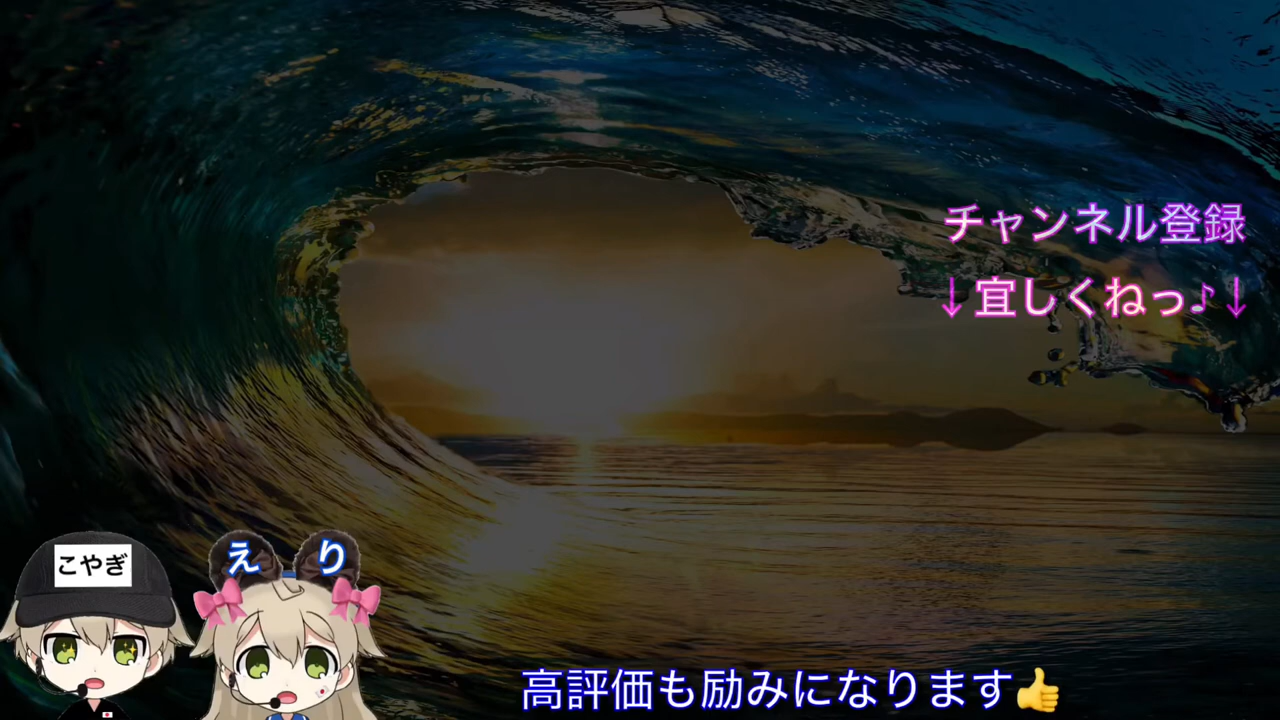 チャンネル登録
↓宜しくねっ♪↓
こやぎ
えり
高評価も励みになります👍